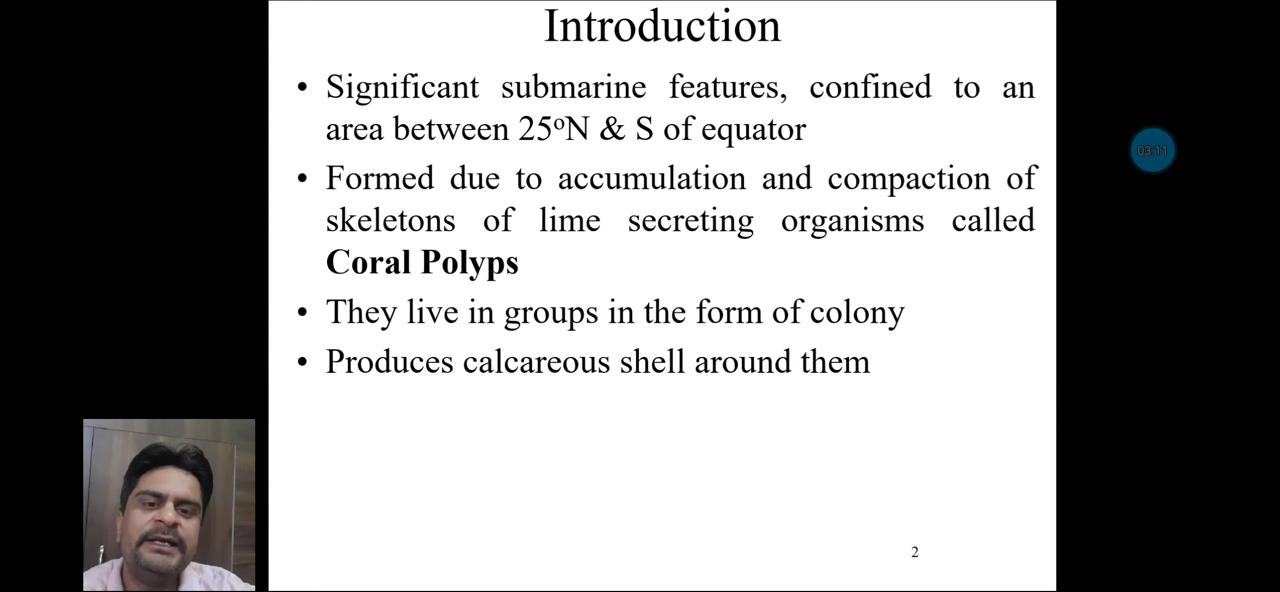 Introduction
• Significant submarine features, confined to an
area between 25ºN & S of equator
• Formed due to accumulation and compaction of
skeletons of lime secreting organisms called
Coral Polyps
• They live in groups in the form of colony
• Produces calcareous shell around them
03:11
2